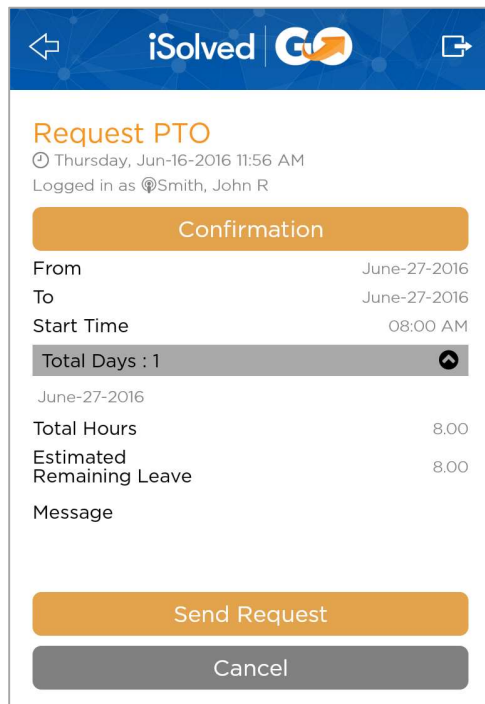 iSolved GO
Request PTO
Thursday, Jun-16-2016 11:56 AM
Logged in as Smith, John R
Confirmation
From June-27-2016
To June-27-2016
Start Time 08:00 AM
Total Days : 1
June-27-2016
Total Hours 8.00
Estimated
Remaining Leave 8.00
Message
Send Request
Cancel